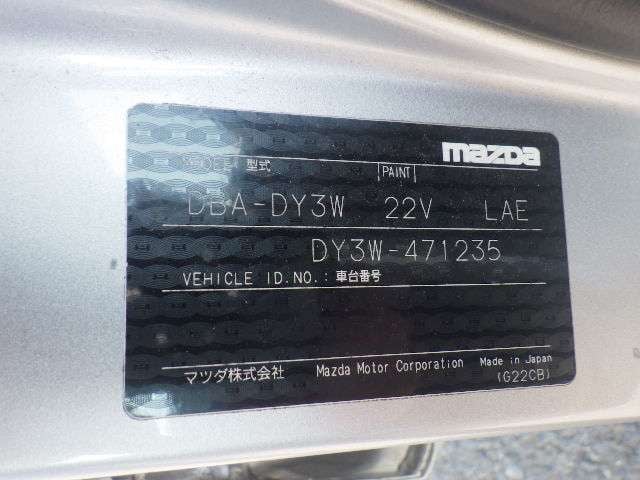 mazda
MODEL 型式 PAINT
DBA-DY3W 22V LAE
DY3W-471235
VEHICLE ID.NO.: 車台番号
マツダ株式会社 Mazda Motor Corporation Made in Japan
(G22CB)